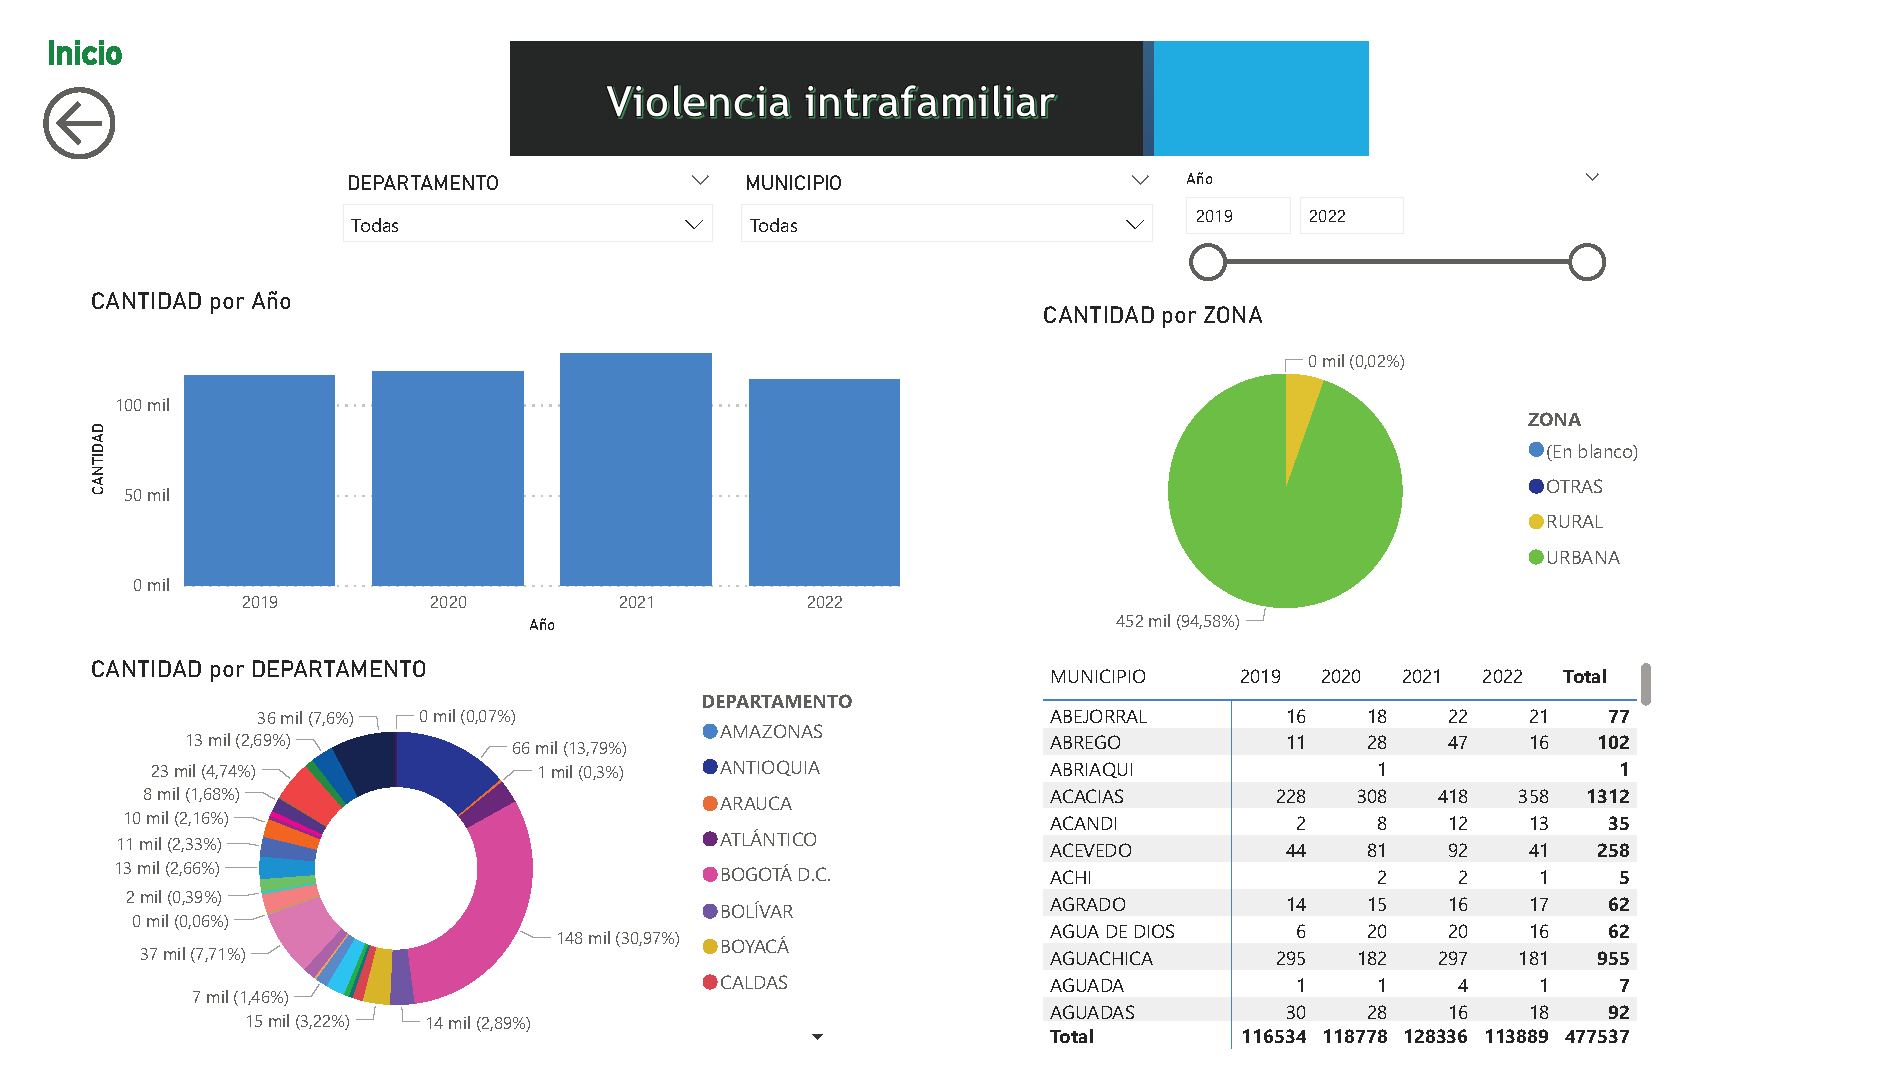 Inicio
Violencia intrafamiliar
DEPARTAMENTO
Todas
MUNICIPIO
Todas
Año
2019 2022
CANTIDAD por Año
CANTIDAD
100 mil
50 mil
0 mil
2019 2020 2021 2022
Año
CANTIDAD por ZONA
0 mil (0,02%)
452 mil (94,58%)
ZONA
(En blanco)
OTRAS
RURAL
URBANA
CANTIDAD por DEPARTAMENTO
36 mil (7,6%)
0 mil (0,07%)
13 mil (2,69%)
66 mil (13,79%)
23 mil (4,74%)
1 mil (0,3%)
8 mil (1,68%)
10 mil (2,16%)
11 mil (2,33%)
13 mil (2,66%)
2 mil (0,39%)
0 mil (0,06%)
148 mil (30,97%)
37 mil (7,71%)
7 mil (1,46%)
15 mil (3,22%)
14 mil (2,89%)
DEPARTAMENTO
AMAZONAS
ANTIOQUIA
ARAUCA
ATLÁNTICO
BOGOTÁ D.C.
BOLÍVAR
BOYACÁ
CALDAS
MUNICIPIO 2019 2020 2021 2022 Total
ABEJORRAL 16 18 22 21 77
ABREGO 11 28 47 16 102
ABRIAQUI 1 1
ACACIAS 228 308 418 358 1312
ACANDI 2 8 12 13 35
ACEVEDO 44 81 92 41 258
ACHI 2 2 1 5
AGRADO 14 15 16 17 62
AGUA DE DIOS 6 20 20 16 62
AGUACHICA 295 182 297 181 955
AGUADA 1 1 4 1 7
AGUADAS 30 28 16 18 92
Total 116534 118778 128336 113889 477537